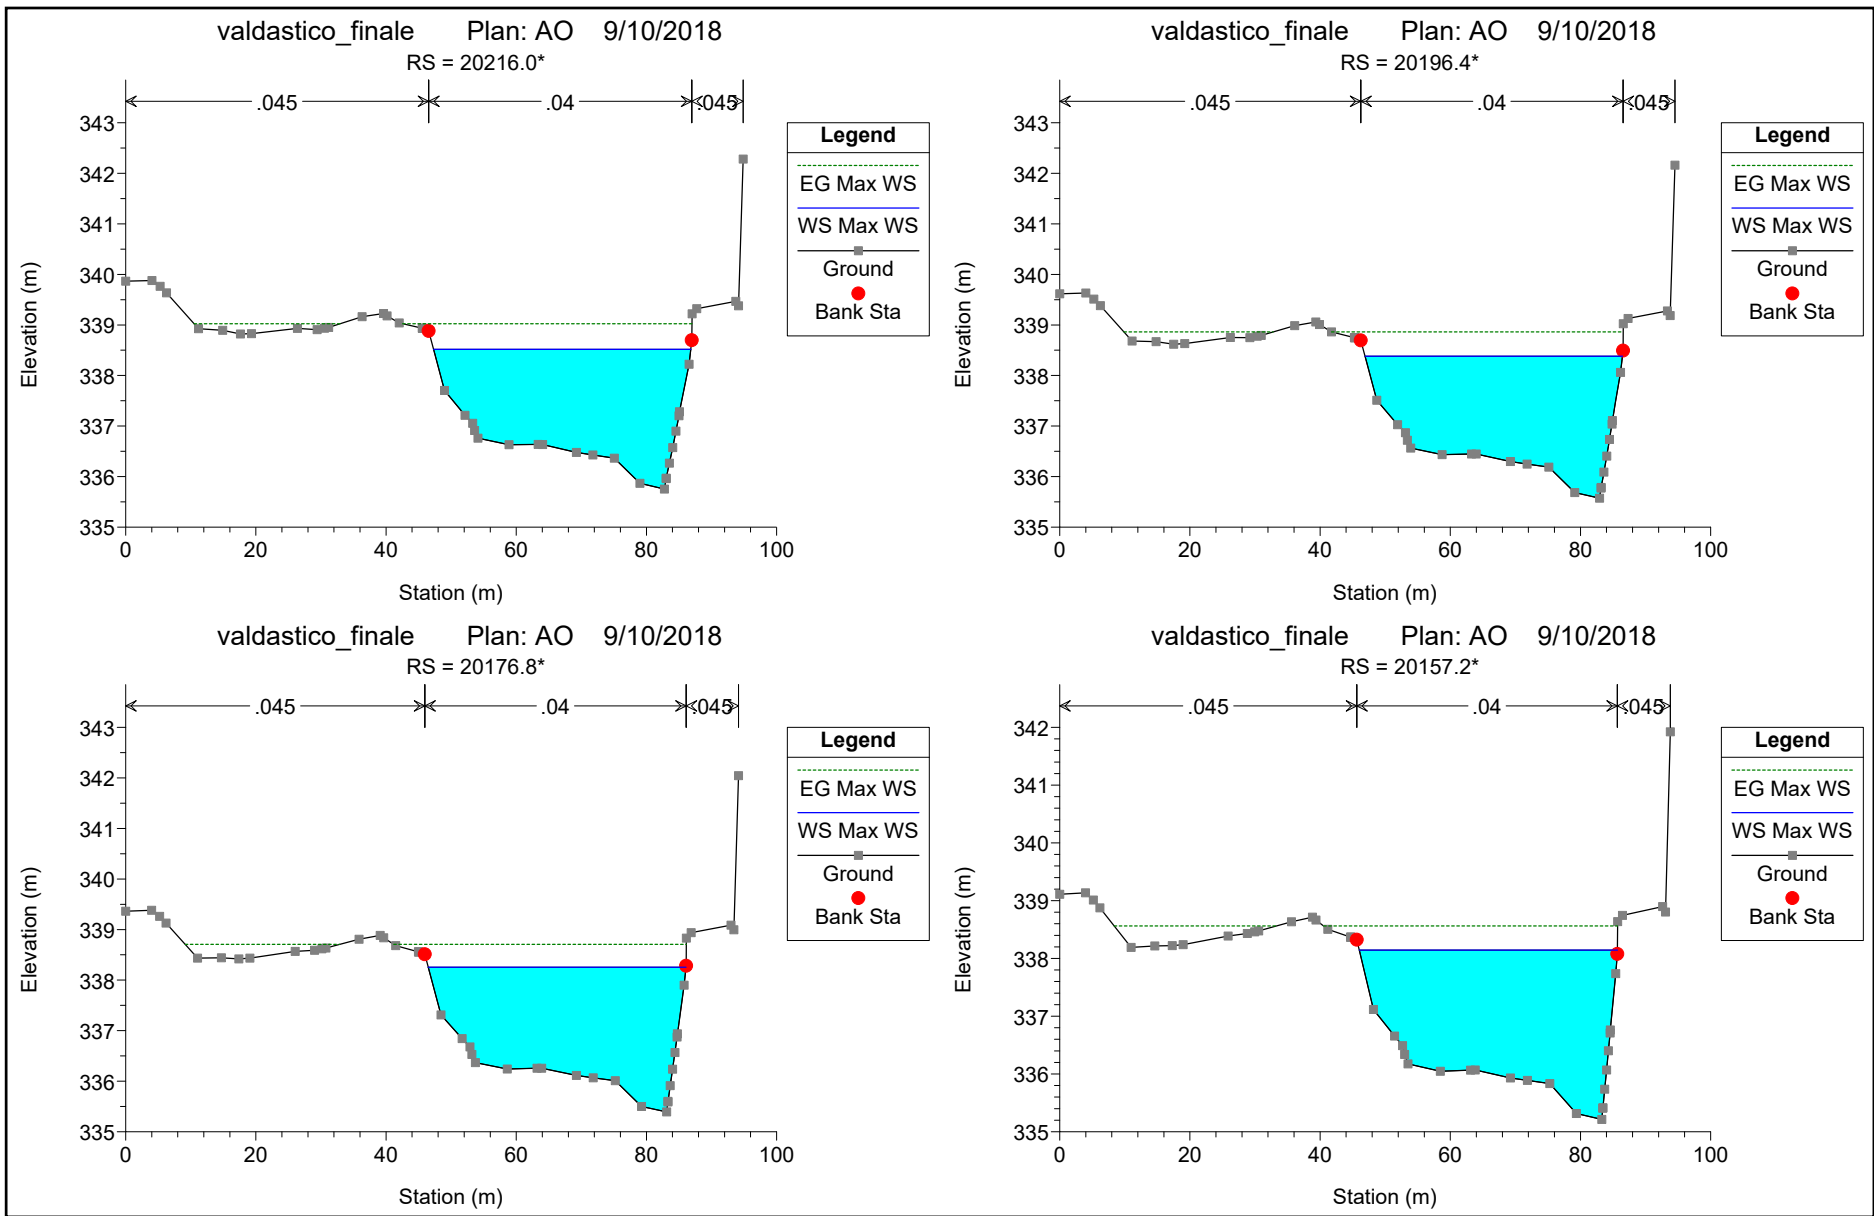 valdastico_finale Plan: AO 9/10/2018
RS = 20216.0*
.045 .04 .045
343
342
341
340
339
338
337
336
335
Elevation (m)
0 20 40 60 80 100
Station (m)
Legend
EG Max WS
WS Max WS
Ground
Bank Sta
valdastico_finale Plan: AO 9/10/2018
RS = 20196.4*
.045 .04 .045
343
342
341
340
339
338
337
336
335
Elevation (m)
0 20 40 60 80 100
Station (m)
Legend
EG Max WS
WS Max WS
Ground
Bank Sta
valdastico_finale Plan: AO 9/10/2018
RS = 20176.8*
.045 .04 .045
343
342
341
340
339
338
337
336
335
Elevation (m)
0 20 40 60 80 100
Station (m)
Legend
EG Max WS
WS Max WS
Ground
Bank Sta
valdastico_finale Plan: AO 9/10/2018
RS = 20157.2*
.045 .04 .045
342
341
340
339
338
337
336
335
Elevation (m)
0 20 40 60 80 100
Station (m)
Legend
EG Max WS
WS Max WS
Ground
Bank Sta